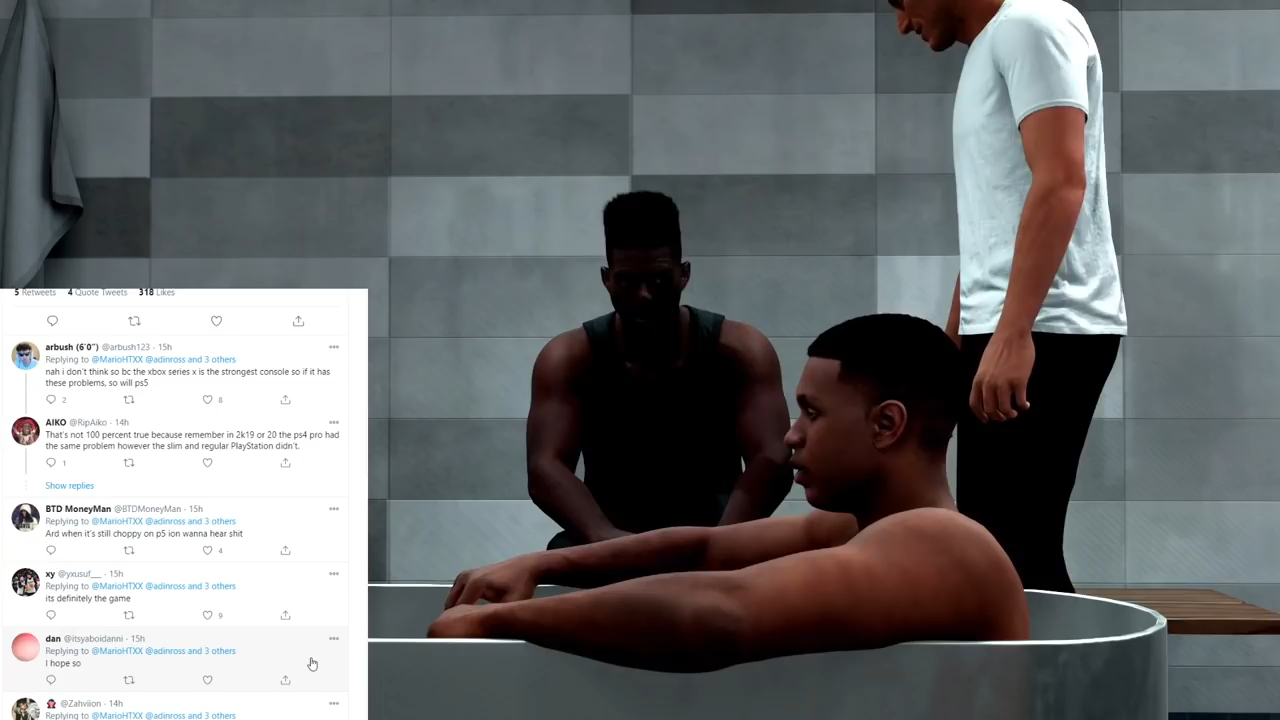 5 Retweets 4 Quote Tweets 318 Likes
arbush (6'0") @arbush123 · 15h
Replying to @MarioHTXX @adinross and 3 others
nah i don't think so bc the xbox series x is the strongest console so if it has
these problems, so will ps5
2 8
AIKO @RipAiko · 14h
That's not 100 percent true because remember in 2k19 or 20 the ps4 pro had
the same problem however the slim and regular PlayStation didn't.
1
Show replies
BTD MoneyMan @BTDMoneyMan · 15h
Replying to @MarioHTXX @adinross and 3 others
Ard when it's still choppy on p5 ion wanna hear shit
4
xy @yxusuf__ · 15h
Replying to @MarioHTXX @adinross and 3 others
its definitely the game
9
dan @itsyaboidanni · 15h
Replying to @MarioHTXX @adinross and 3 others
I hope so
@Zahviion · 14h
Replying to @MarioHTXX @adinross and 3 others